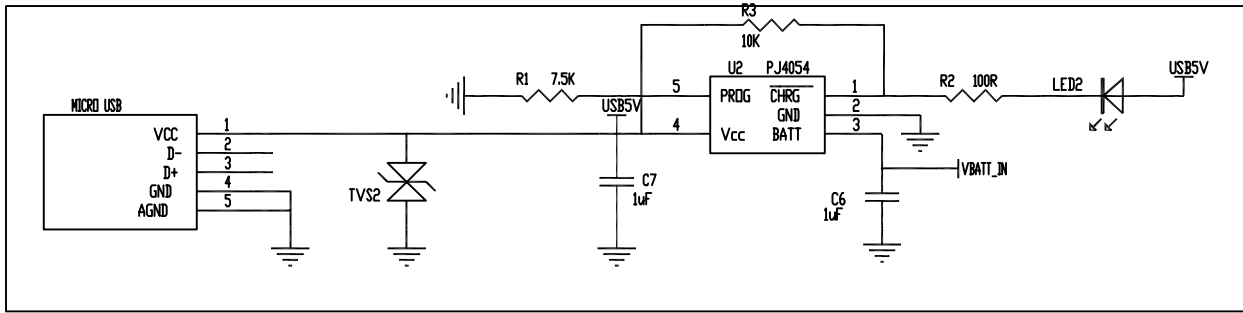 R3
10K
U2 PJ4054
R1 7.5K
5 PROG CHRG 1
R2 100R
LED2
USB5V
MICRO USB
USB5V
GND 2
VCC 1
4 Vcc BATT 3
D- 2
D+ 3
GND 4
AGND 5
TVS2
C7
1uF
VBATT_IN
C6
1uF